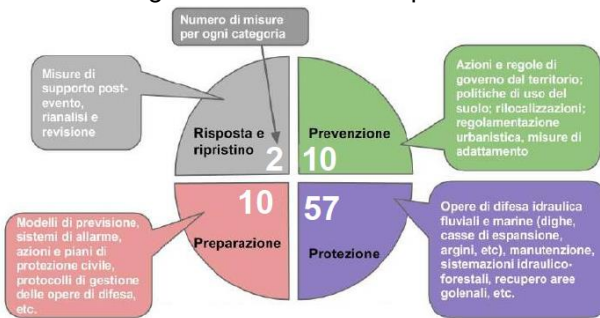 Numero di misure
per ogni categoria
Misure di
supporto post-
evento,
rianalisi e
revisione
Risposta e
ripristino
2
Prevenzione
10
Azioni e regole di
governo del territorio;
politiche di uso del
suolo; rilocalizzazioni;
regolamentazione
urbanistica, misure di
adattamento
Modelli di previsione,
sistemi di allarme,
azioni e piani di
protezione civile,
protocolli di gestione
delle opere di difesa,
etc.
10
Preparazione
57
Protezione
Opere di difesa idraulica
fluviali e marine (dighe,
casse di espansione,
argini, etc), manutenzione,
sistemazioni idraulico-
forestali, recupero aree
golenali, etc.